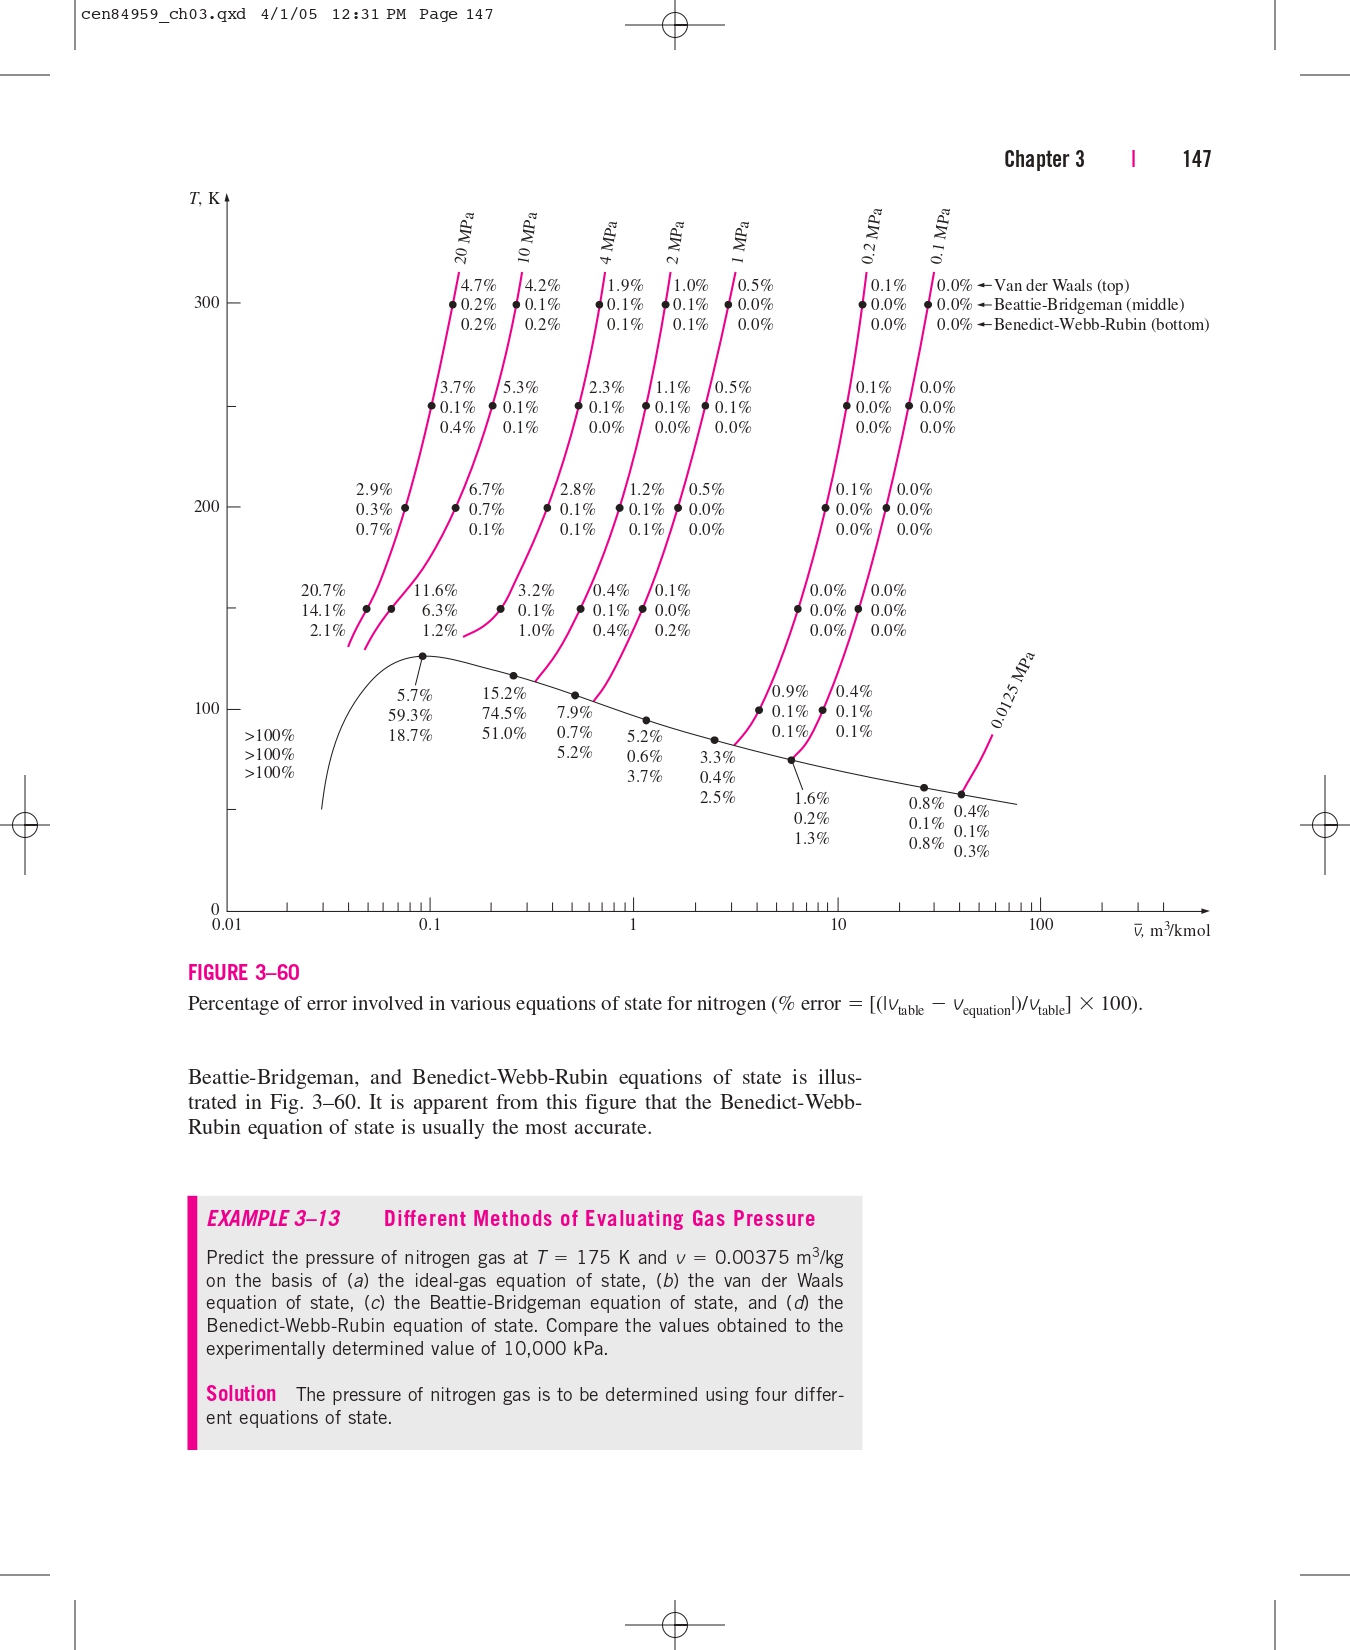 cen84959_ch03.qxd 4/1/05 12:31 PM Page 147
Chapter 3 | 147
T, K
20 MPa 10 MPa 4 MPa 2 MPa 1 MPa 0.2 MPa 0.1 MPa
4.7% 4.2% 1.9% 1.0% 0.5% 0.1% 0.0% Van der Waals (top)
300 0.2% 0.1% 0.1% 0.1% 0.0% 0.0% 0.0% Beattie-Bridgeman (middle)
0.2% 0.2% 0.1% 0.1% 0.0% 0.0% 0.0% Benedict-Webb-Rubin (bottom)
3.7% 5.3% 2.3% 1.1% 0.5% 0.1% 0.0%
0.1% 0.1% 0.1% 0.1% 0.1% 0.0% 0.0%
0.4% 0.1% 0.0% 0.0% 0.0% 0.0% 0.0%
2.9% 6.7% 2.8% 1.2% 0.5% 0.1% 0.0%
200 0.3% 0.7% 0.1% 0.1% 0.0% 0.0% 0.0%
0.7% 0.1% 0.1% 0.1% 0.0% 0.0% 0.0%
20.7% 11.6% 3.2% 0.4% 0.1% 0.0% 0.0%
14.1% 6.3% 0.1% 0.1% 0.0% 0.0% 0.0%
2.1% 1.2% 1.0% 0.4% 0.2% 0.0% 0.0%
0.0125 MPa
100
5.7% 15.2% 7.9% 5.2% 3.3% 0.9% 0.4%
59.3% 74.5% 0.7% 0.6% 0.4% 0.1% 0.1%
18.7% 51.0% 5.2% 3.7% 2.5% 0.1% 0.1%
>100%
>100%
>100%
1.6% 0.8% 0.4%
0.2% 0.1% 0.1%
1.3% 0.8% 0.3%
0
0.01 0.1 1 10 100 v̅, m³/kmol
FIGURE 3–60
Percentage of error involved in various equations of state for nitrogen (% error = [(|vtable − vequation|)/vtable] × 100).
Beattie-Bridgeman, and Benedict-Webb-Rubin equations of state is illus-
trated in Fig. 3–60. It is apparent from this figure that the Benedict-Webb-
Rubin equation of state is usually the most accurate.
EXAMPLE 3–13 Different Methods of Evaluating Gas Pressure
Predict the pressure of nitrogen gas at T = 175 K and v = 0.00375 m³/kg
on the basis of (a) the ideal-gas equation of state, (b) the van der Waals
equation of state, (c) the Beattie-Bridgeman equation of state, and (d) the
Benedict-Webb-Rubin equation of state. Compare the values obtained to the
experimentally determined value of 10,000 kPa.
Solution The pressure of nitrogen gas is to be determined using four differ-
ent equations of state.